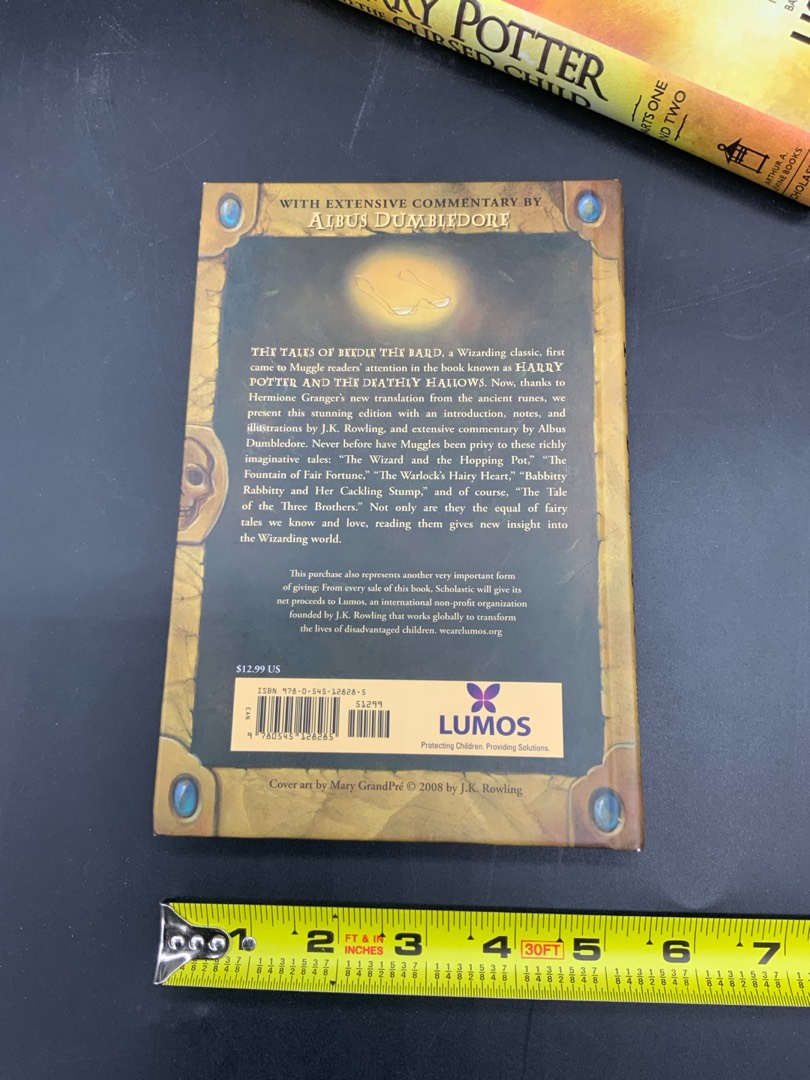 POTTER
THE CURSED CHILD
ARTS ONE
ND TWO
ARTHUR A.
BOOKS
WITH EXTENSIVE COMMENTARY BY
ALBUS DUMBLEDORE
THE TALES OF BEEDLE THE BARD, a Wizarding classic, first
came to Muggle readers' attention in the book known as HARRY
POTTER AND THE DEATHLY HALLOWS. Now, thanks to
Hermione Granger's new translation from the ancient runes, we
present this stunning edition with an introduction, notes, and
illustrations by J.K. Rowling, and extensive commentary by Albus
Dumbledore. Never before have Muggles been privy to these richly
imaginative tales: "The Wizard and the Hopping Pot," "The
Fountain of Fair Fortune," "The Warlock's Hairy Heart," "Babbitty
Rabbitty and Her Cackling Stump," and of course, "The Tale
of the Three Brothers." Not only are they the equal of fairy
tales we know and love, reading them gives new insight into
the Wizarding world.
This purchase also represents another very important form
of giving: From every sale of this book, Scholastic will give its
net proceeds to Lumos, an international non-profit organization
founded by J.K. Rowling that works globally to transform
the lives of disadvantaged children. wearelumos.org
$12.99 US
ISBN 978-0-545-12828-5
51299
EAN
9 780545 128285
LUMOS
Protecting Children. Providing Solutions.
Cover art by Mary GrandPré © 2008 by J.K. Rowling
1 2 FT & IN INCHES 3 4 30FT 5 6 7